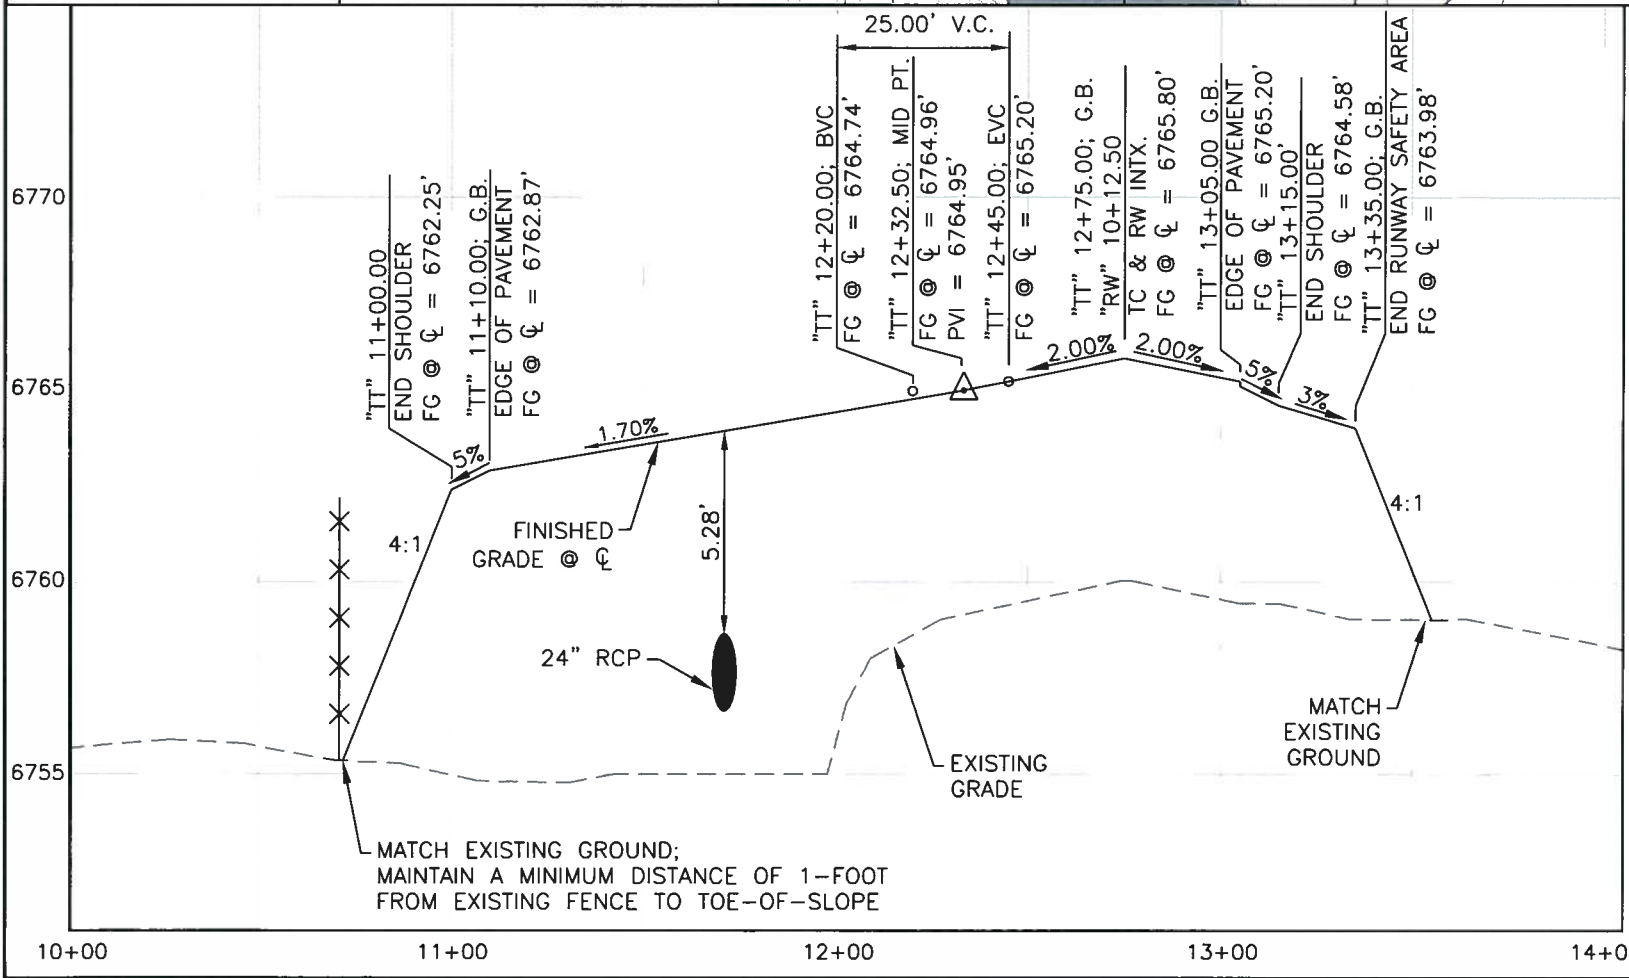 25.00' V.C.
"TT" 11+00.00
END SHOULDER
FG @ ℄ = 6762.25'
"TT" 11+10.00; G.B.
EDGE OF PAVEMENT
FG @ ℄ = 6762.87'
"TT" 12+20.00; BVC
FG @ ℄ = 6764.74'
"TT" 12+32.50; MID PT.
FG @ ℄ = 6764.96'
PVI = 6764.95'
"TT" 12+45.00; EVC
FG @ ℄ = 6765.20'
"TT" 12+75.00; G.B.
"RW" 10+12.50
TC & RW INTX.
FG @ ℄ = 6765.80'
"TT" 13+05.00 G.B.
EDGE OF PAVEMENT
FG @ ℄ = 6765.20'
"TT" 13+15.00'
END SHOULDER
FG @ ℄ = 6764.58'
"TT" 13+35.00; G.B.
END RUNWAY SAFETY AREA
FG @ ℄ = 6763.98'
6770
6765
6760
6755
5%
1.70%
2.00%
2.00%
5%
3%
4:1
FINISHED
GRADE @ ℄
5.28'
4:1
24" RCP
EXISTING
GRADE
MATCH
EXISTING
GROUND
MATCH EXISTING GROUND;
MAINTAIN A MINIMUM DISTANCE OF 1-FOOT
FROM EXISTING FENCE TO TOE-OF-SLOPE
10+00
11+00
12+00
13+00
14+0